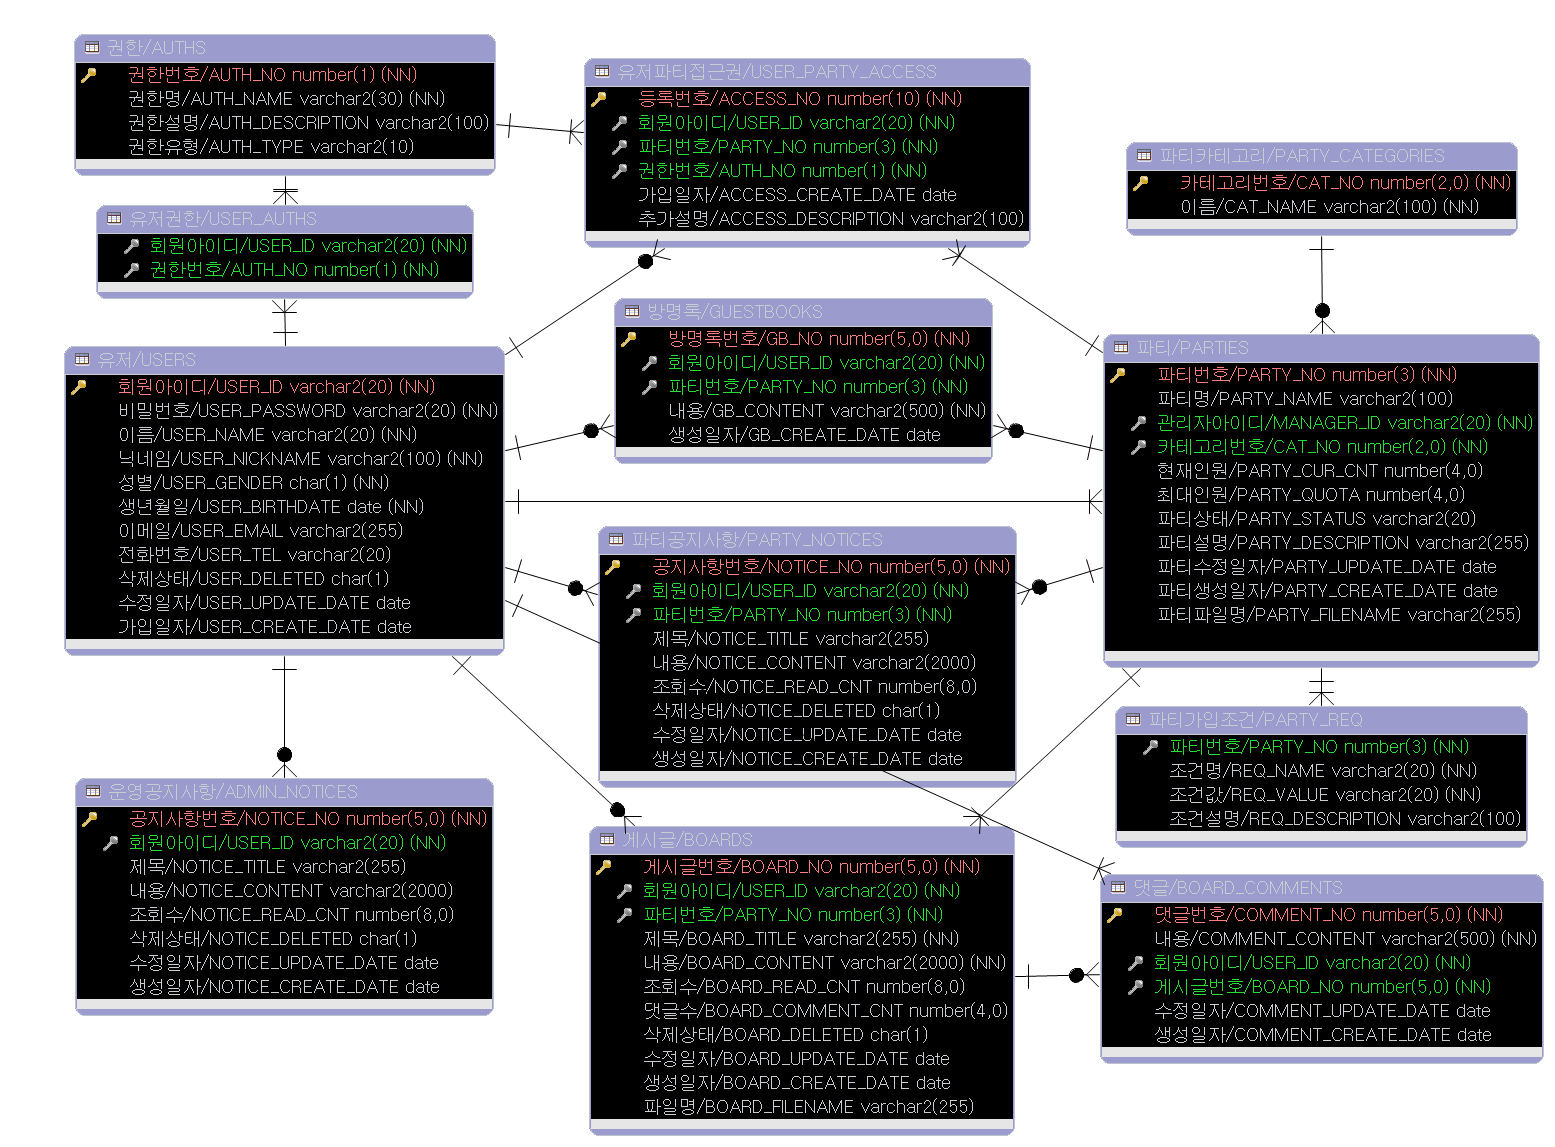 권한/AUTHS
권한번호/AUTH_NO number(1) (NN)
권한명/AUTH_NAME varchar2(30) (NN)
권한설명/AUTH_DESCRIPTION varchar2(100)
권한유형/AUTH_TYPE varchar2(10)
유저파티접근권/USER_PARTY_ACCESS
등록번호/ACCESS_NO number(10) (NN)
회원아이디/USER_ID varchar2(20) (NN)
파티번호/PARTY_NO number(3) (NN)
권한번호/AUTH_NO number(1) (NN)
가입일자/ACCESS_CREATE_DATE date
추가설명/ACCESS_DESCRIPTION varchar2(100)
파티카테고리/PARTY_CATEGORIES
카테고리번호/CAT_NO number(2,0) (NN)
이름/CAT_NAME varchar2(100) (NN)
유저권한/USER_AUTHS
회원아이디/USER_ID varchar2(20) (NN)
권한번호/AUTH_NO number(1) (NN)
방명록/GUESTBOOKS
방명록번호/GB_NO number(5,0) (NN)
회원아이디/USER_ID varchar2(20) (NN)
파티번호/PARTY_NO number(3) (NN)
내용/GB_CONTENT varchar2(500) (NN)
생성일자/GB_CREATE_DATE date
유저/USERS
회원아이디/USER_ID varchar2(20) (NN)
비밀번호/USER_PASSWORD varchar2(20) (NN)
이름/USER_NAME varchar2(20) (NN)
닉네임/USER_NICKNAME varchar2(100) (NN)
성별/USER_GENDER char(1) (NN)
생년월일/USER_BIRTHDATE date (NN)
이메일/USER_EMAIL varchar2(255)
전화번호/USER_TEL varchar2(20)
삭제상태/USER_DELETED char(1)
수정일자/USER_UPDATE_DATE date
가입일자/USER_CREATE_DATE date
파티/PARTIES
파티번호/PARTY_NO number(3) (NN)
파티명/PARTY_NAME varchar2(100)
관리자아이디/MANAGER_ID varchar2(20) (NN)
카테고리번호/CAT_NO number(2,0) (NN)
현재인원/PARTY_CUR_CNT number(4,0)
최대인원/PARTY_QUOTA number(4,0)
파티상태/PARTY_STATUS varchar2(20)
파티설명/PARTY_DESCRIPTION varchar2(255)
파티수정일자/PARTY_UPDATE_DATE date
파티생성일자/PARTY_CREATE_DATE date
파티파일명/PARTY_FILENAME varchar2(255)
파티공지사항/PARTY_NOTICES
공지사항번호/NOTICE_NO number(5,0) (NN)
회원아이디/USER_ID varchar2(20) (NN)
파티번호/PARTY_NO number(3) (NN)
제목/NOTICE_TITLE varchar2(255)
내용/NOTICE_CONTENT varchar2(2000)
조회수/NOTICE_READ_CNT number(8,0)
삭제상태/NOTICE_DELETED char(1)
수정일자/NOTICE_UPDATE_DATE date
생성일자/NOTICE_CREATE_DATE date
파티가입조건/PARTY_REQ
파티번호/PARTY_NO number(3) (NN)
조건명/REQ_NAME varchar2(20) (NN)
조건값/REQ_VALUE varchar2(20) (NN)
조건설명/REQ_DESCRIPTION varchar2(100)
운영공지사항/ADMIN_NOTICES
공지사항번호/NOTICE_NO number(5,0) (NN)
회원아이디/USER_ID varchar2(20) (NN)
제목/NOTICE_TITLE varchar2(255)
내용/NOTICE_CONTENT varchar2(2000)
조회수/NOTICE_READ_CNT number(8,0)
삭제상태/NOTICE_DELETED char(1)
수정일자/NOTICE_UPDATE_DATE date
생성일자/NOTICE_CREATE_DATE date
게시글/BOARDS
게시글번호/BOARD_NO number(5,0) (NN)
회원아이디/USER_ID varchar2(20) (NN)
파티번호/PARTY_NO number(3) (NN)
제목/BOARD_TITLE varchar2(255) (NN)
내용/BOARD_CONTENT varchar2(2000) (NN)
조회수/BOARD_READ_CNT number(8,0)
댓글수/BOARD_COMMENT_CNT number(4,0)
삭제상태/BOARD_DELETED char(1)
수정일자/BOARD_UPDATE_DATE date
생성일자/BOARD_CREATE_DATE date
파일명/BOARD_FILENAME varchar2(255)
댓글/BOARD_COMMENTS
댓글번호/COMMENT_NO number(5,0) (NN)
내용/COMMENT_CONTENT varchar2(500) (NN)
회원아이디/USER_ID varchar2(20) (NN)
게시글번호/BOARD_NO number(5,0) (NN)
수정일자/COMMENT_UPDATE_DATE date
생성일자/COMMENT_CREATE_DATE date